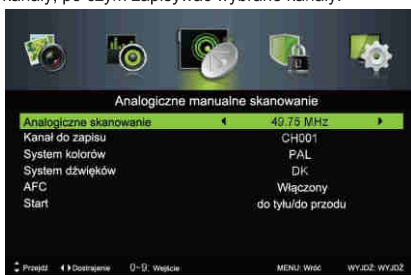 kanały, po czym zapisywać wybrane kanały.
Analogiczne manualne skanowanie
Analogiczne skanowanie 49.75 MHz
Kanał do zapisu CH001
System kolorów PAL
System dźwięków DK
AFC Włączony
Start do tyłu/do przodu
Przejdź Dostrajenie 0~9: Wejście MENU: Wróć WYJDŹ: WYJDŹ